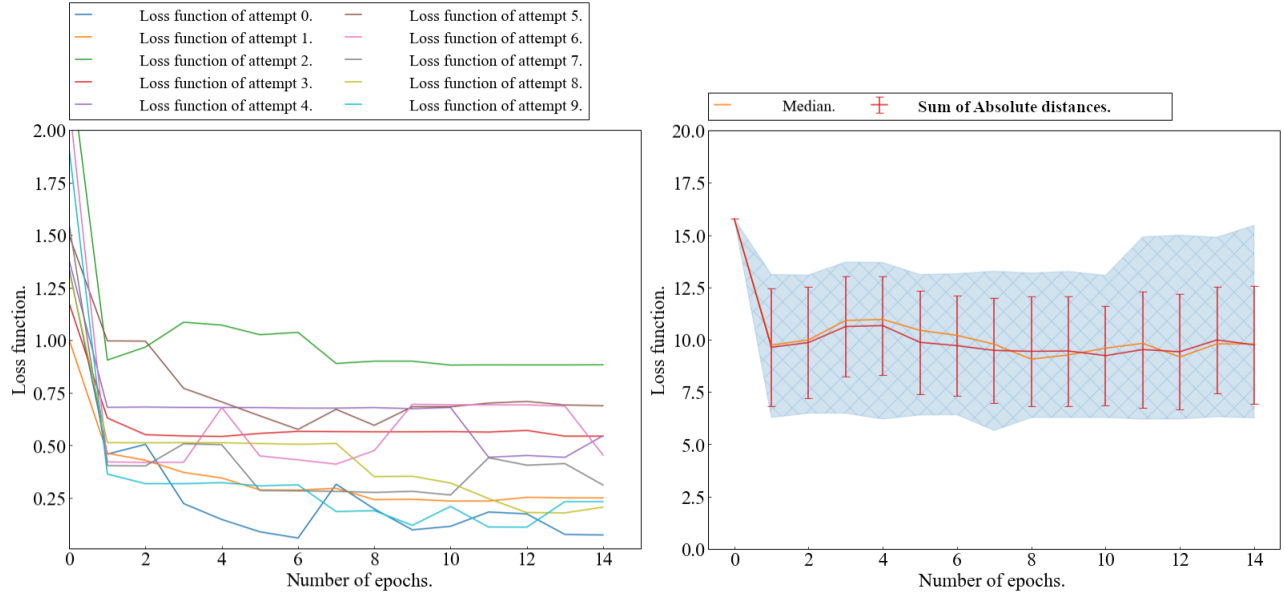 Loss function of attempt 0.
Loss function of attempt 1.
Loss function of attempt 2.
Loss function of attempt 3.
Loss function of attempt 4.
Loss function of attempt 5.
Loss function of attempt 6.
Loss function of attempt 7.
Loss function of attempt 8.
Loss function of attempt 9.
2.00
1.75
1.50
1.25
1.00
0.75
0.50
0.25
Loss function.
0 2 4 6 8 10 12 14
Number of epochs.
Median. Sum of Absolute distances.
20.0
17.5
15.0
12.5
10.0
7.5
5.0
2.5
0.0
Loss function.
0 2 4 6 8 10 12 14
Number of epochs.